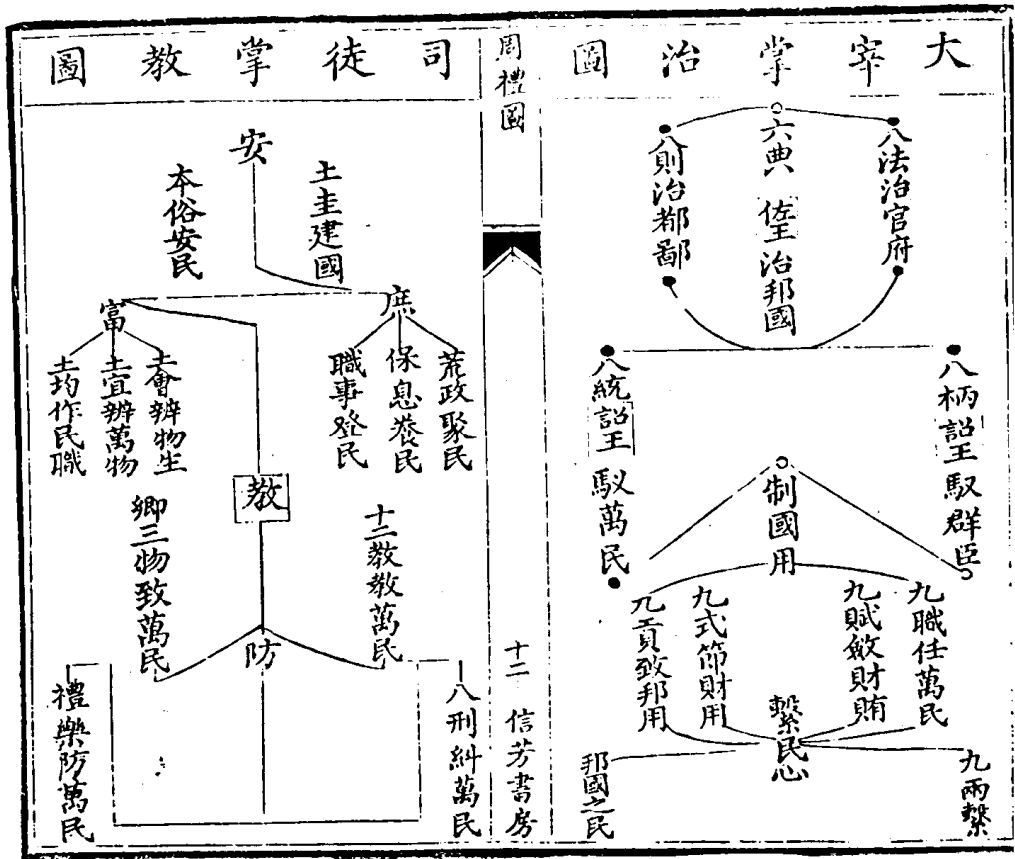 大宰掌治圖
六典
佐王治邦國
八法治官府
八則治都鄙
八柄詔王馭群臣
八統詔王馭萬民
制國用
九職任萬民
九賦斂財賄
九式節財用
九貢致邦用
繫民心
九兩繫
邦國之民
周禮圖
十二
信芳書房
司徒掌教圖
安
土圭建國
本俗安民
庶
荒政聚民
保息養民
職事登民
富
土會辨物生
土宜辨萬物
土均作民職
教
十二教教萬民
鄉三物致萬民
防
八刑糾萬民
禮樂防萬民